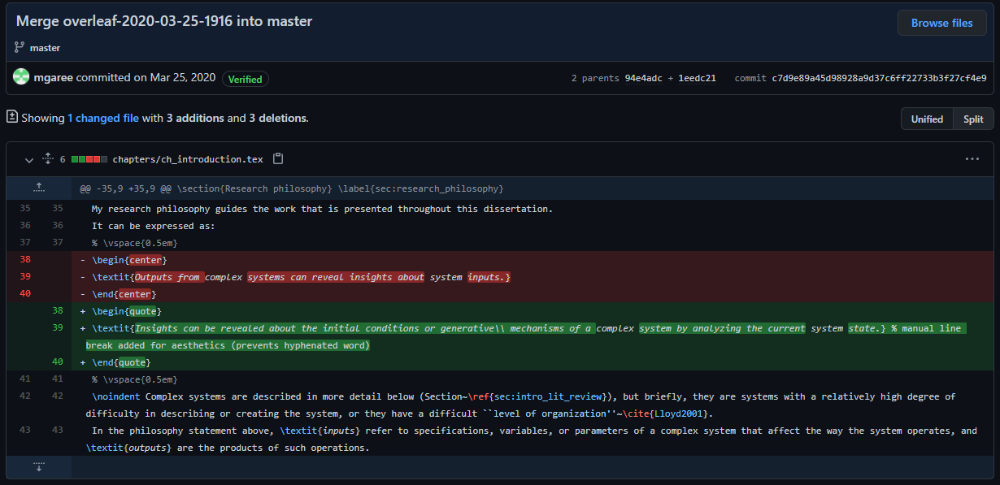 Merge overleaf-2020-03-25-1916 into master
Browse files
master
mgaree committed on Mar 25, 2020 Verified
2 parents 94e4adc + 1eedc21 commit c7d9e89a45d98928a9d37c6ff22733b3f27cf4e9
Showing 1 changed file with 3 additions and 3 deletions.
Unified Split
6 chapters/ch_introduction.tex
@@ -35,9 +35,9 @@ \section{Research philosophy} \label{sec:research_philosophy}
35 35 My research philosophy guides the work that is presented throughout this dissertation.
36 36 It can be expressed as:
37 37 % \vspace{0.5em}
38 - \begin{center}
39 - \textit{Outputs from complex systems can reveal insights about system inputs.}
40 - \end{center}
38 + \begin{quote}
39 + \textit{Insights can be revealed about the initial conditions or generative\\ mechanisms of a complex system by analyzing the current system state.} % manual line
break added for aesthetics (prevents hyphenated word)
40 + \end{quote}
41 41 % \vspace{0.5em}
42 42 \noindent Complex systems are described in more detail below (Section~\ref{sec:intro_lit_review}), but briefly, they are systems with a relatively high degree of
difficulty in describing or creating the system, or they have a difficult ``level of organization''~\cite{Lloyd2001}.
43 43 In the philosophy statement above, \textit{inputs} refer to specifications, variables, or parameters of a complex system that affect the way the system operates, and
\textit{outputs} are the products of such operations.